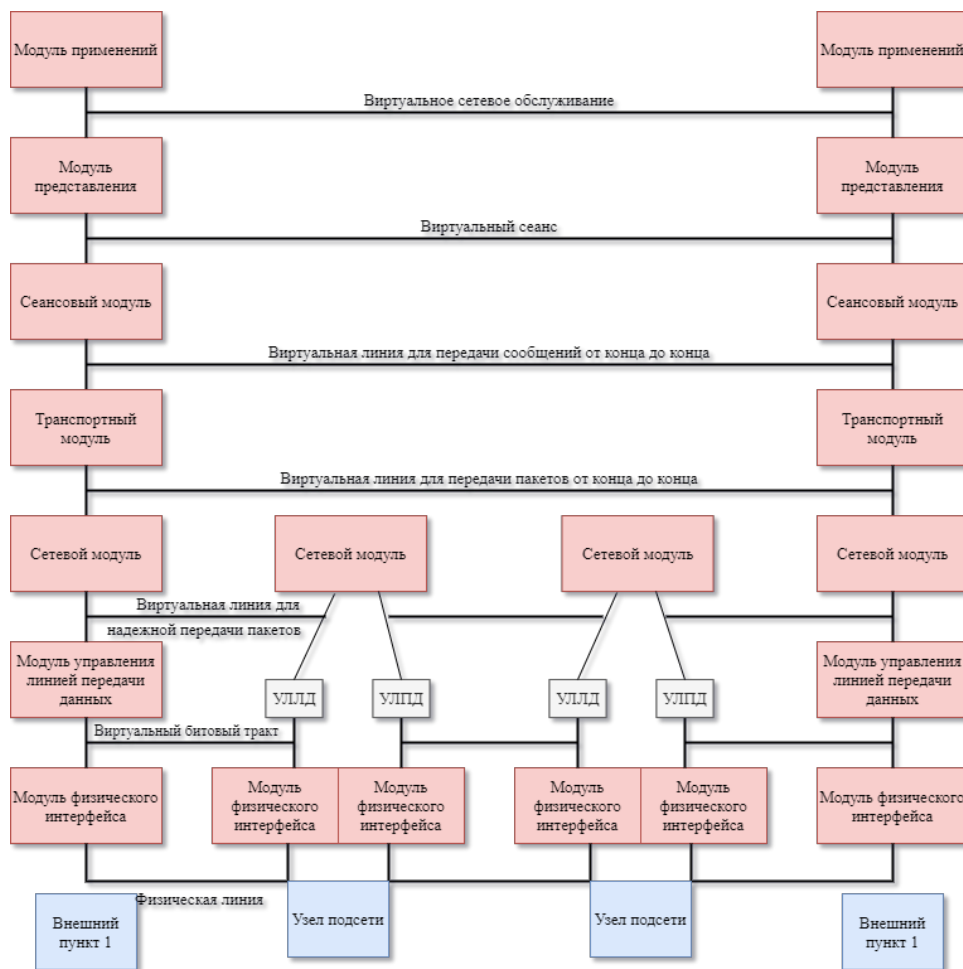 Модуль применений
Модуль применений
Виртуальное сетевое обслуживание
Модуль
представления
Модуль
представления
Виртуальный сеанс
Сеансовый модуль
Сеансовый модуль
Виртуальная линия для передачи сообщений от конца до конца
Транспортный
модуль
Транспортный
модуль
Виртуальная линия для передачи пакетов от конца до конца
Сетевой модуль
Сетевой модуль
Сетевой модуль
Сетевой модуль
Виртуальная линия для
надежной передачи пакетов
Модуль управления
линией передачи
данных
УЛЛД
УЛПД
УЛЛД
УЛПД
Модуль управления
линией передачи
данных
Виртуальный битовый тракт
Модуль физического
интерфейса
Модуль
физического
интерфейса
Модуль
физического
интерфейса
Модуль
физического
интерфейса
Модуль
физического
интерфейса
Модуль физического
интерфейса
Физическая линия
Внешний
пункт 1
Узел подсети
Узел подсети
Внешний
пункт 1